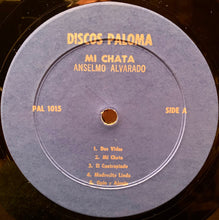 DISCOS PALOMA
MI CHATA
ANSELMO ALVARADO
PAL 1015
SIDE A
1. Dos Vidas
2. Mi Chata
3. El Contrapiado
4. Madrecita Linda
5.